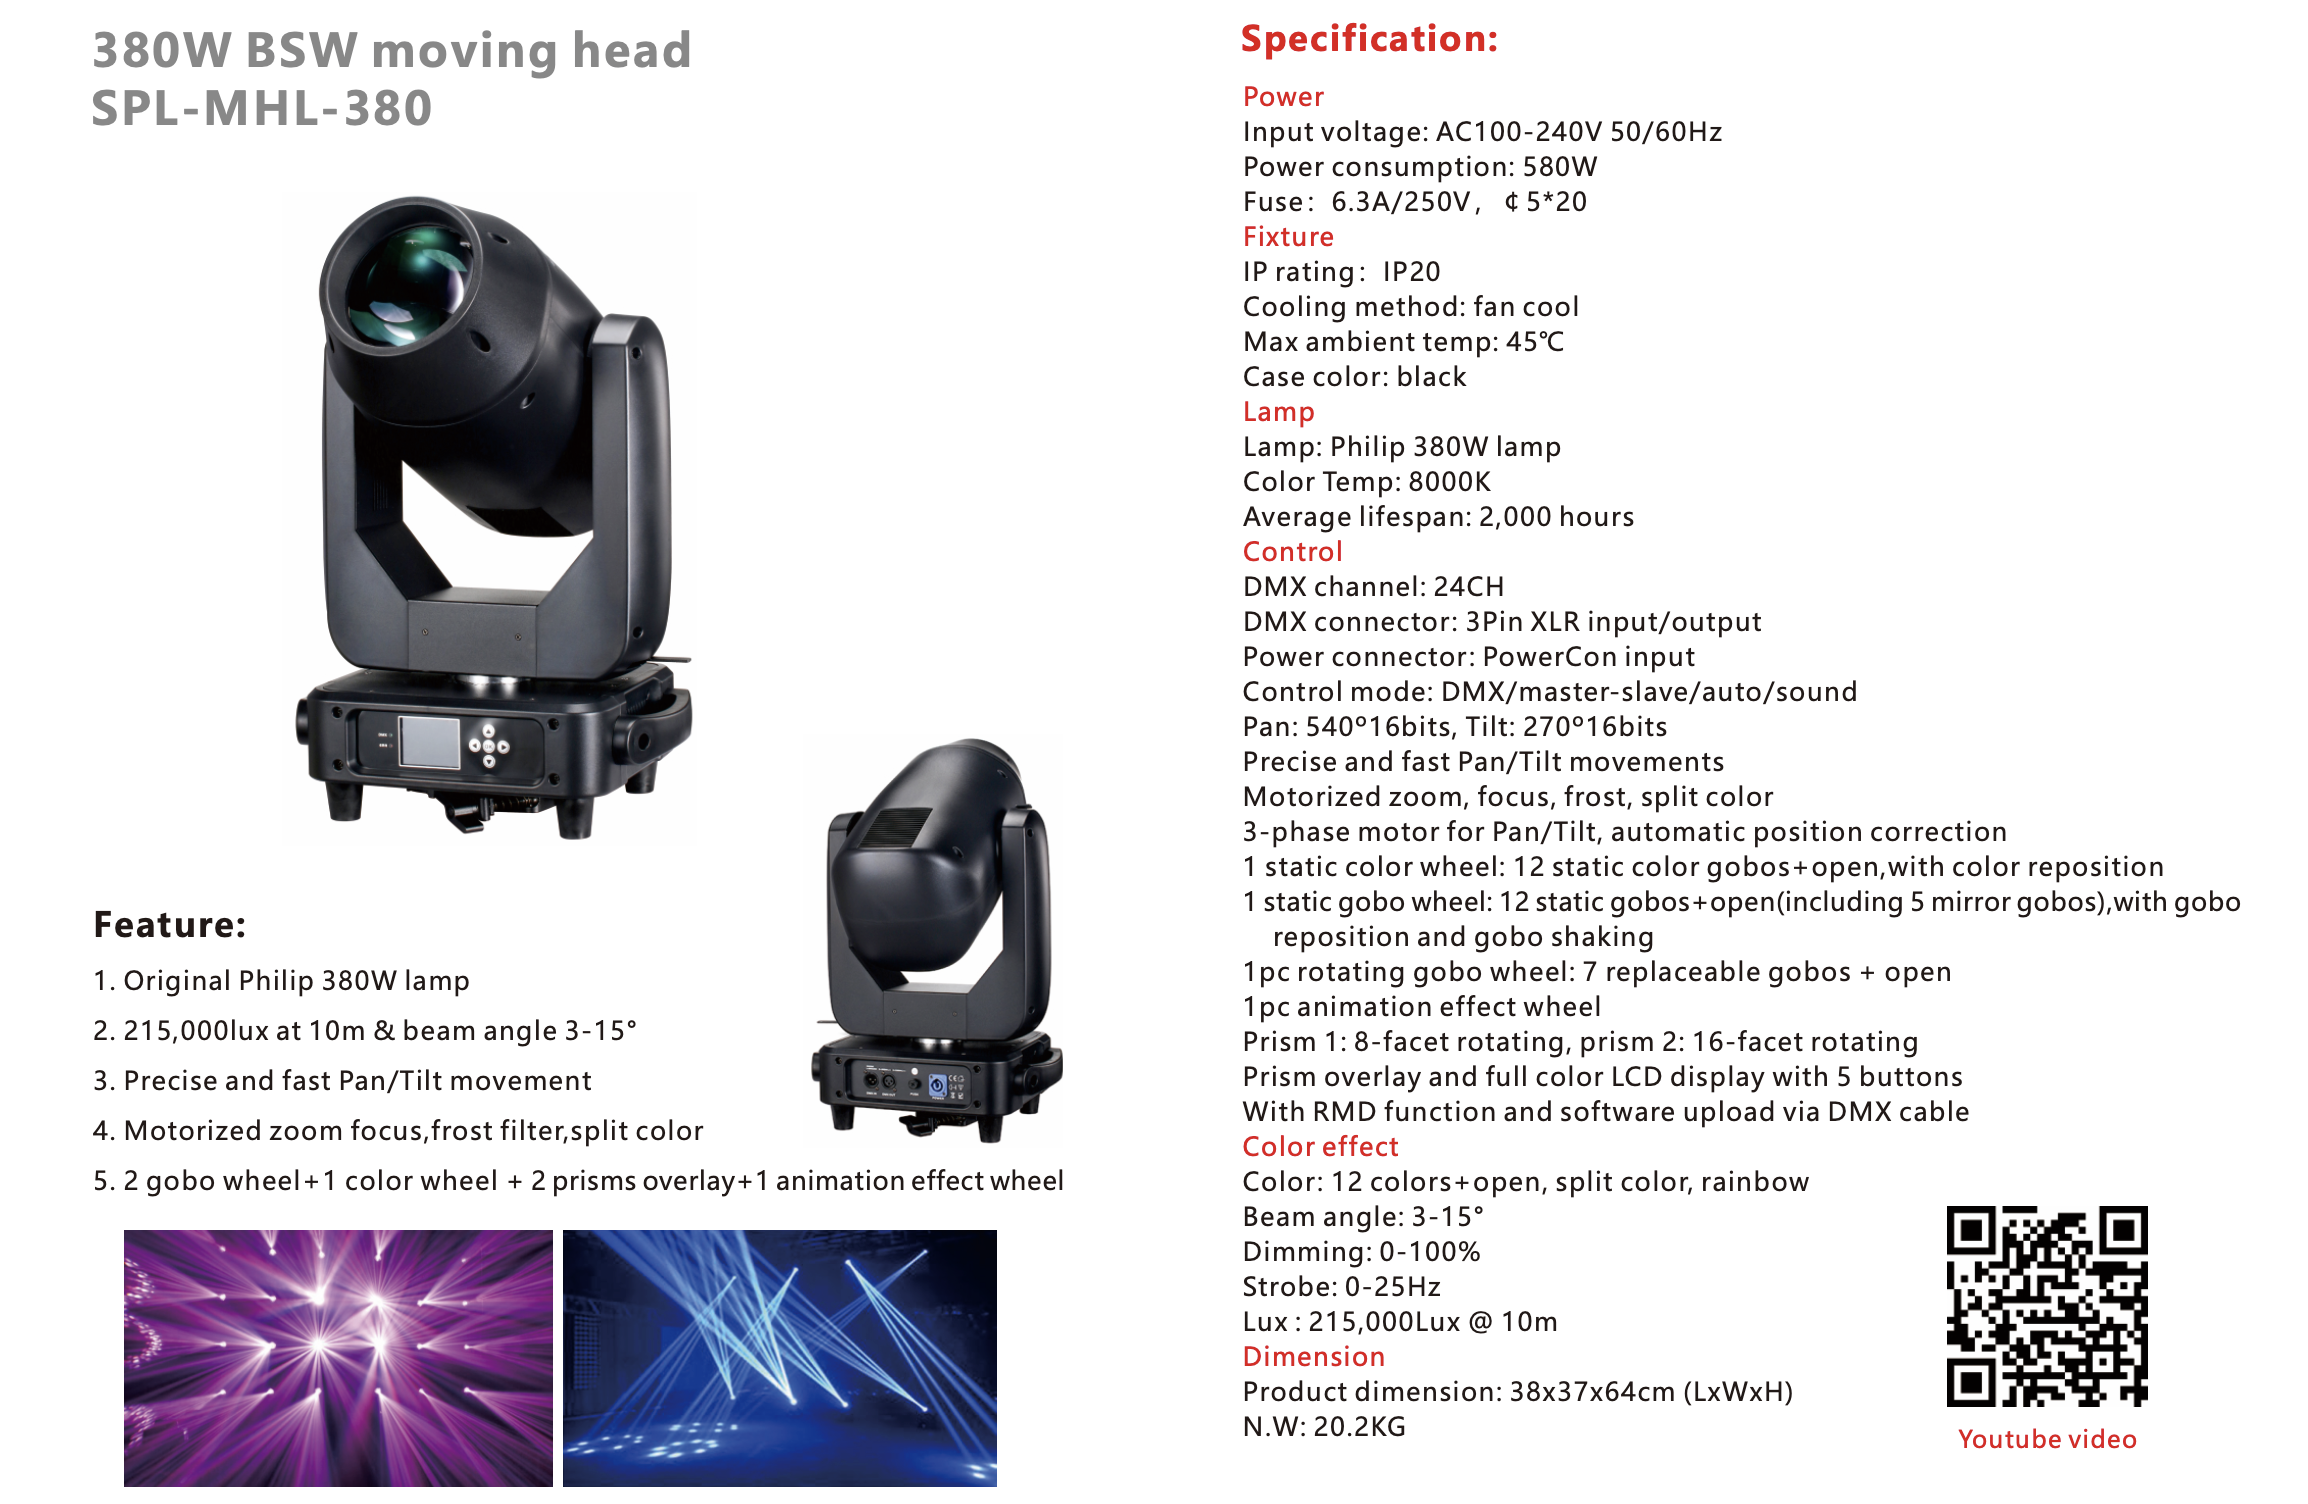 380W BSW moving head
SPL-MHL-380
Feature:
1. Original Philip 380W lamp
2. 215,000lux at 10m & beam angle 3-15°
3. Precise and fast Pan/Tilt movement
4. Motorized zoom focus,frost filter,split color
5. 2 gobo wheel+1 color wheel + 2 prisms overlay+1 animation effect wheel
Specification:
Power
Input voltage: AC100-240V 50/60Hz
Power consumption: 580W
Fuse：6.3A/250V，￠5*20
Fixture
IP rating：IP20
Cooling method: fan cool
Max ambient temp: 45℃
Case color: black
Lamp
Lamp: Philip 380W lamp
Color Temp: 8000K
Average lifespan: 2,000 hours
Control
DMX channel: 24CH
DMX connector: 3Pin XLR input/output
Power connector: PowerCon input
Control mode: DMX/master-slave/auto/sound
Pan: 540º16bits, Tilt: 270º16bits
Precise and fast Pan/Tilt movements
Motorized zoom, focus, frost, split color
3-phase motor for Pan/Tilt, automatic position correction
1 static color wheel: 12 static color gobos+open,with color reposition
1 static gobo wheel: 12 static gobos+open(including 5 mirror gobos),with gobo
reposition and gobo shaking
1pc rotating gobo wheel: 7 replaceable gobos + open
1pc animation effect wheel
Prism 1: 8-facet rotating, prism 2: 16-facet rotating
Prism overlay and full color LCD display with 5 buttons
With RMD function and software upload via DMX cable
Color effect
Color: 12 colors+open, split color, rainbow
Beam angle: 3-15°
Dimming: 0-100%
Strobe: 0-25Hz
Lux : 215,000Lux @ 10m
Dimension
Product dimension: 38x37x64cm (LxWxH)
N.W: 20.2KG
Youtube video